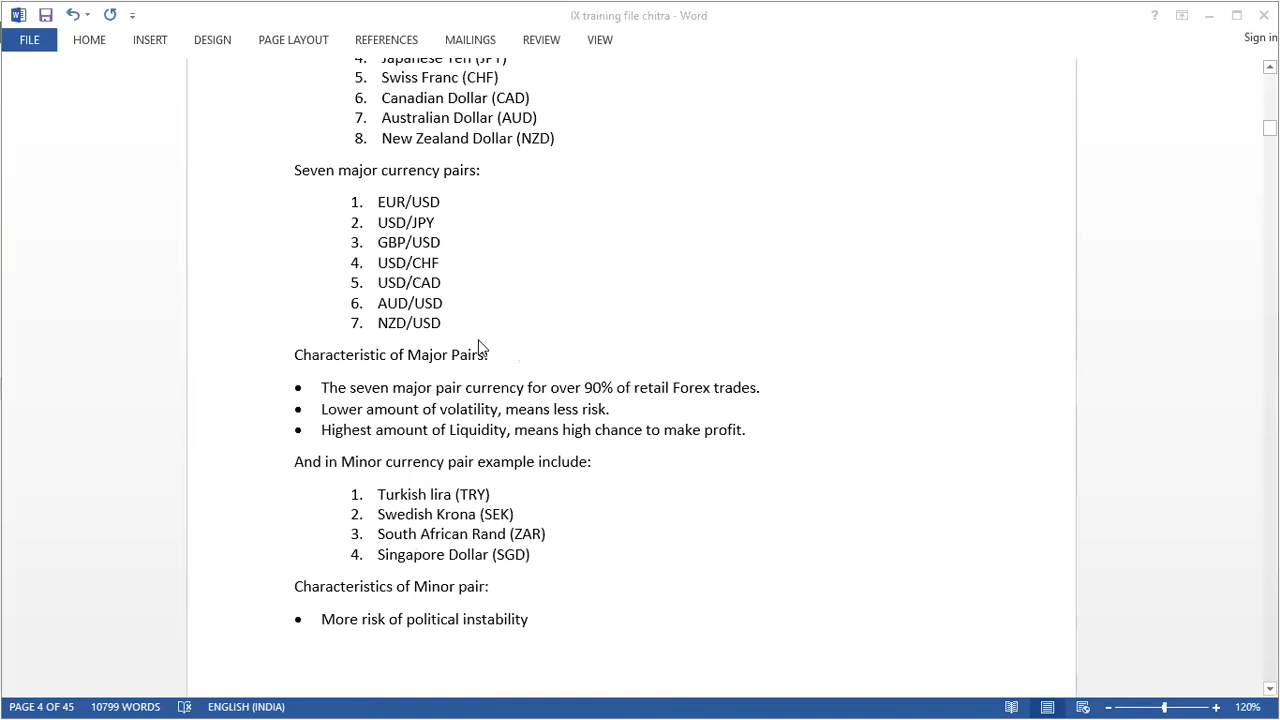 IX training file chitra - Word
?
Sign in
FILE HOME INSERT DESIGN PAGE LAYOUT REFERENCES MAILINGS REVIEW VIEW
4. Japanese Yen (JPY)
5. Swiss Franc (CHF)
6. Canadian Dollar (CAD)
7. Australian Dollar (AUD)
8. New Zealand Dollar (NZD)
Seven major currency pairs:
1. EUR/USD
2. USD/JPY
3. GBP/USD
4. USD/CHF
5. USD/CAD
6. AUD/USD
7. NZD/USD
Characteristic of Major Pairs:
• The seven major pair currency for over 90% of retail Forex trades.
• Lower amount of volatility, means less risk.
• Highest amount of Liquidity, means high chance to make profit.
And in Minor currency pair example include:
1. Turkish lira (TRY)
2. Swedish Krona (SEK)
3. South African Rand (ZAR)
4. Singapore Dollar (SGD)
Characteristics of Minor pair:
• More risk of political instability
PAGE 4 OF 45 10799 WORDS ENGLISH (INDIA) 120%